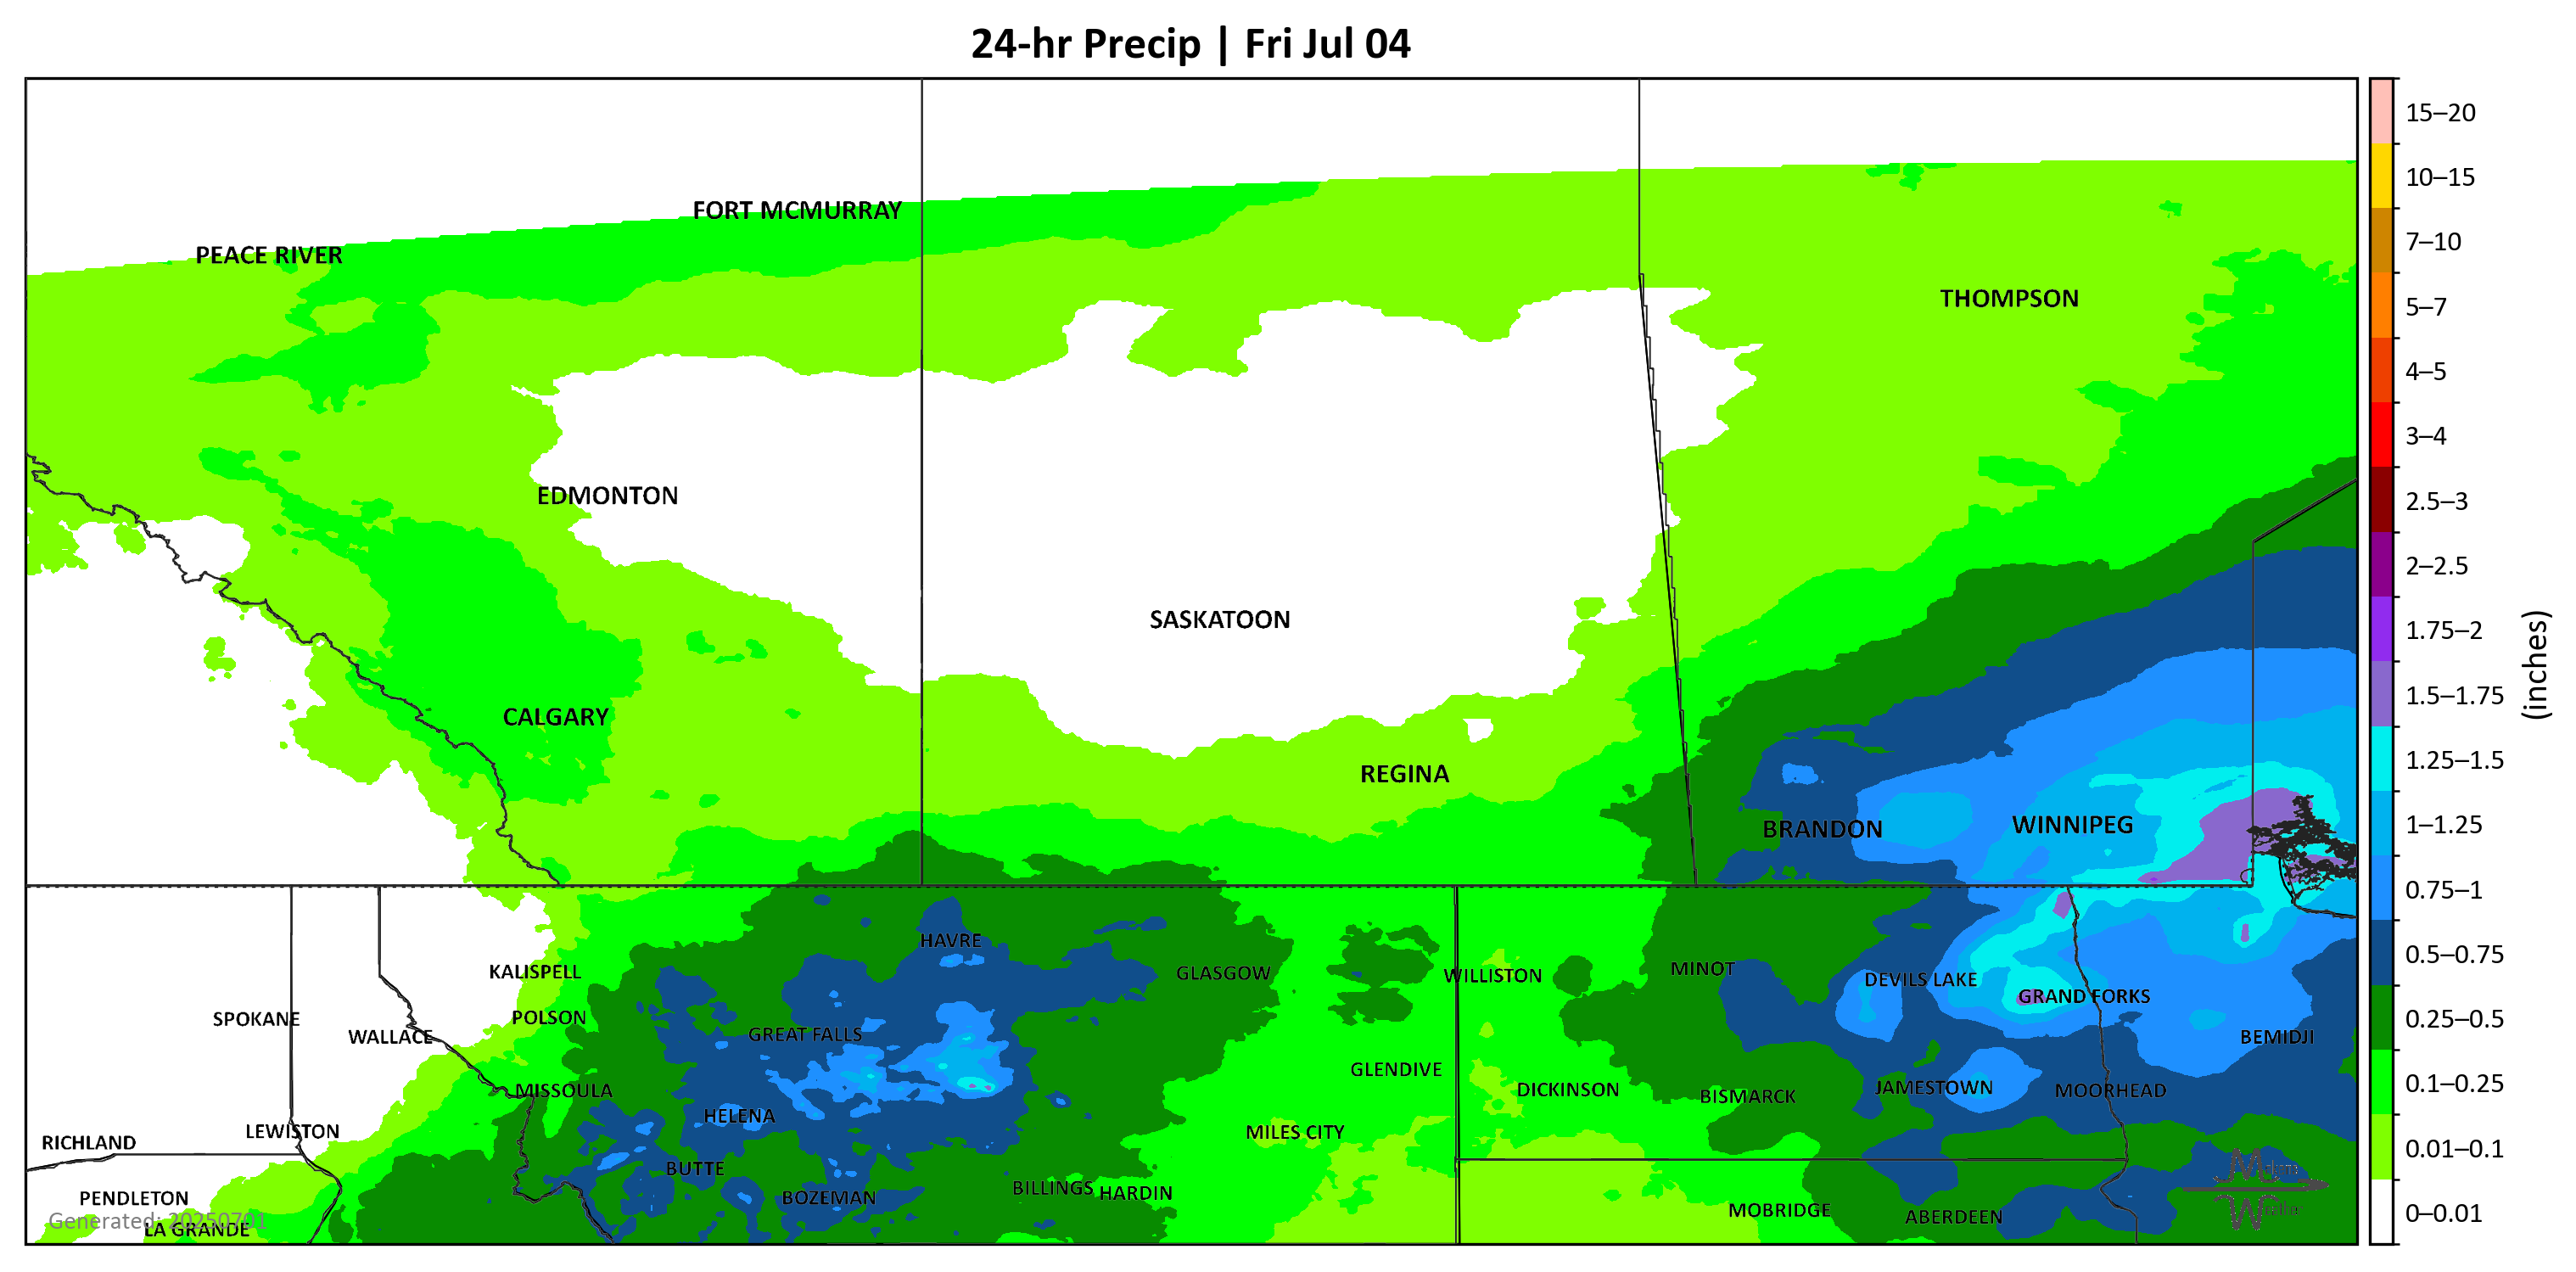 24-hr Precip | Fri Jul 04
15–20
10–15
7–10
5–7
4–5
3–4
2.5–3
2–2.5
1.75–2
1.5–1.75
1.25–1.5
1–1.25
0.75–1
0.5–0.75
0.25–0.5
0.1–0.25
0.01–0.1
0–0.01
(inches)
FORT MCMURRAY
PEACE RIVER
THOMPSON
EDMONTON
SASKATOON
CALGARY
REGINA
BRANDON
WINNIPEG
HAVRE
KALISPELL
GLASGOW
WILLISTON
MINOT
DEVILS LAKE
GRAND FORKS
SPOKANE
POLSON
WALLACE
GREAT FALLS
BEMIDJI
GLENDIVE
MISSOULA
DICKINSON
BISMARCK
JAMESTOWN
MOORHEAD
HELENA
LEWISTON
MILES CITY
RICHLAND
BUTTE
PENDLETON
BOZEMAN
BILLINGS
HARDIN
MOBRIDGE
ABERDEEN
Generated: 20250701
LA GRANDE